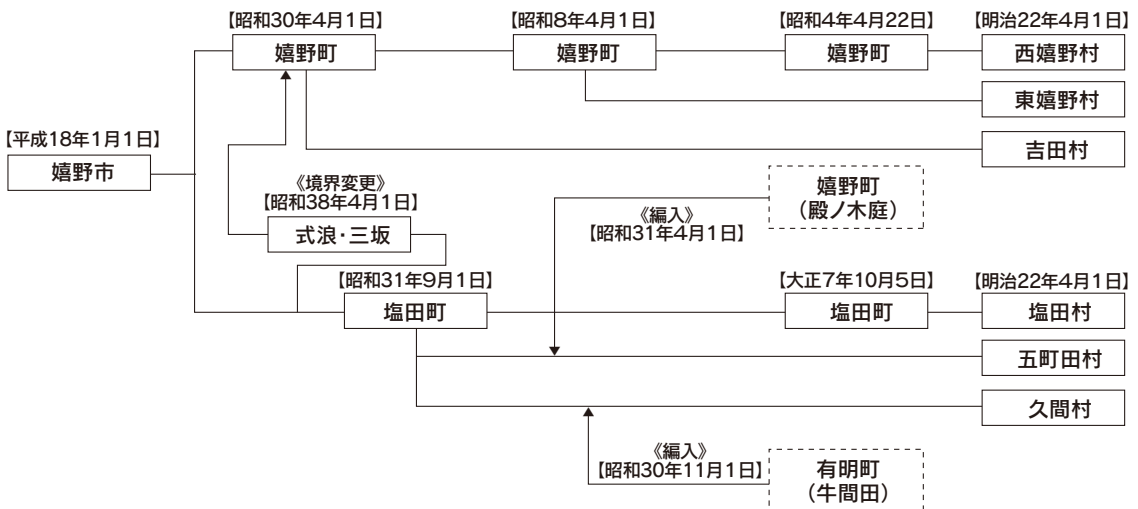 【昭和30年4月1日】
嬉野町
【昭和8年4月1日】
嬉野町
【昭和4年4月22日】
嬉野町
【明治22年4月1日】
西嬉野村
東嬉野村
吉田村
【平成18年1月1日】
嬉野市
《境界変更》
【昭和38年4月1日】
式浪・三坂
《編入》
【昭和31年4月1日】
嬉野町
（殿ノ木庭）
【昭和31年9月1日】
塩田町
【大正7年10月5日】
塩田町
【明治22年4月1日】
塩田村
五町田村
久間村
《編入》
【昭和30年11月1日】
有明町
（牛間田）